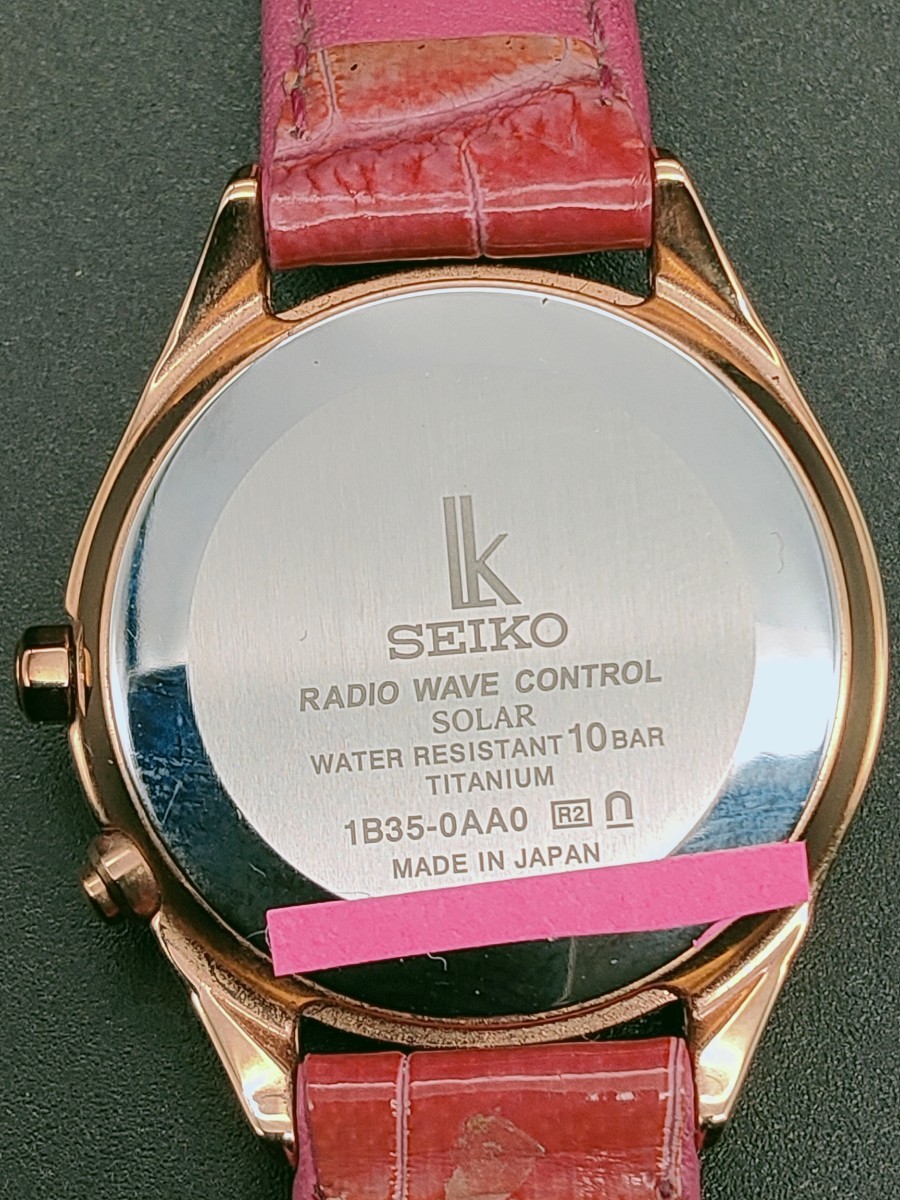 LK
SEIKO
RADIO WAVE CONTROL
SOLAR
WATER RESISTANT 10 BAR
TITANIUM
1B35-0AA0 R2
MADE IN JAPAN